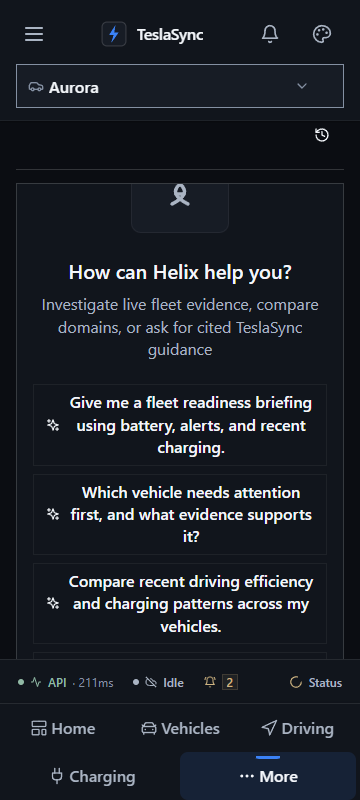 TeslaSync
Aurora
How can Helix help you?
Investigate live fleet evidence, compare
domains, or ask for cited TeslaSync
guidance
Give me a fleet readiness briefing
using battery, alerts, and recent
charging.
Which vehicle needs attention
first, and what evidence supports
it?
Compare recent driving efficiency
and charging patterns across my
vehicles.
API · 211ms Idle 2 Status
Home Vehicles Driving
Charging More